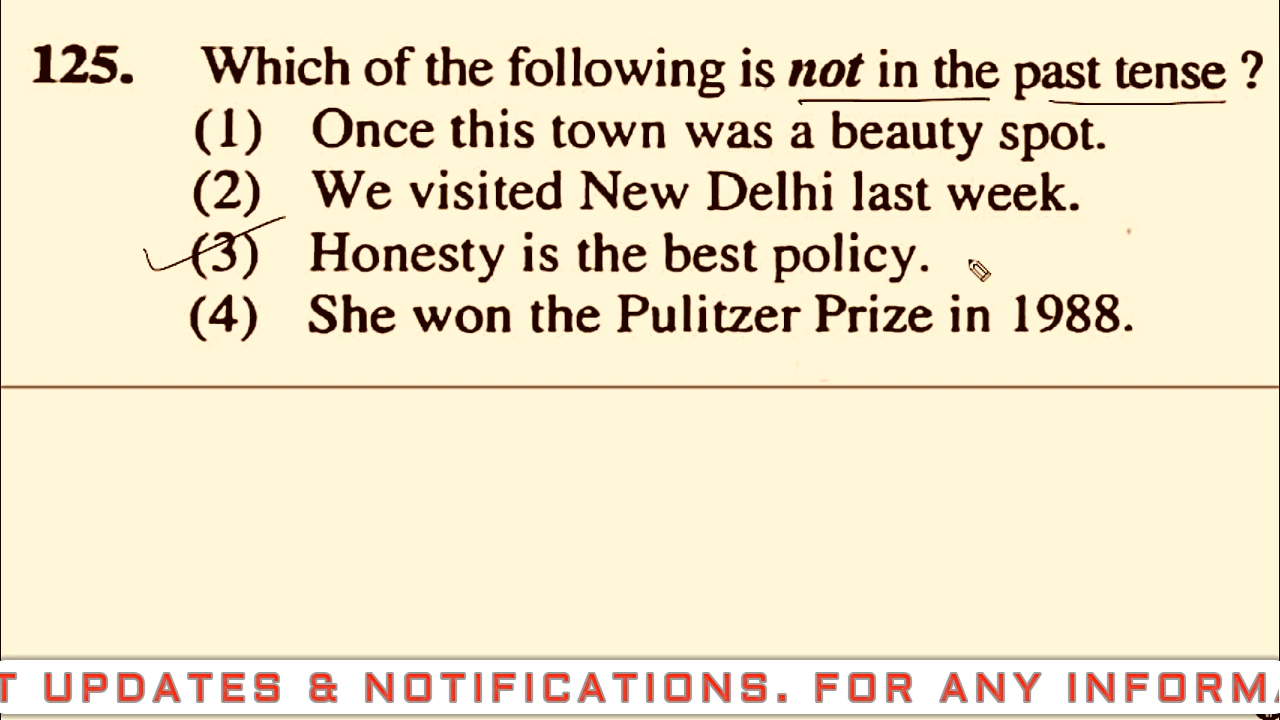 125. Which of the following is not in the past tense ?
(1) Once this town was a beauty spot.
(2) We visited New Delhi last week.
(3) Honesty is the best policy.
(4) She won the Pulitzer Prize in 1988.
T UPDATES & NOTIFICATIONS. FOR ANY INFORMA